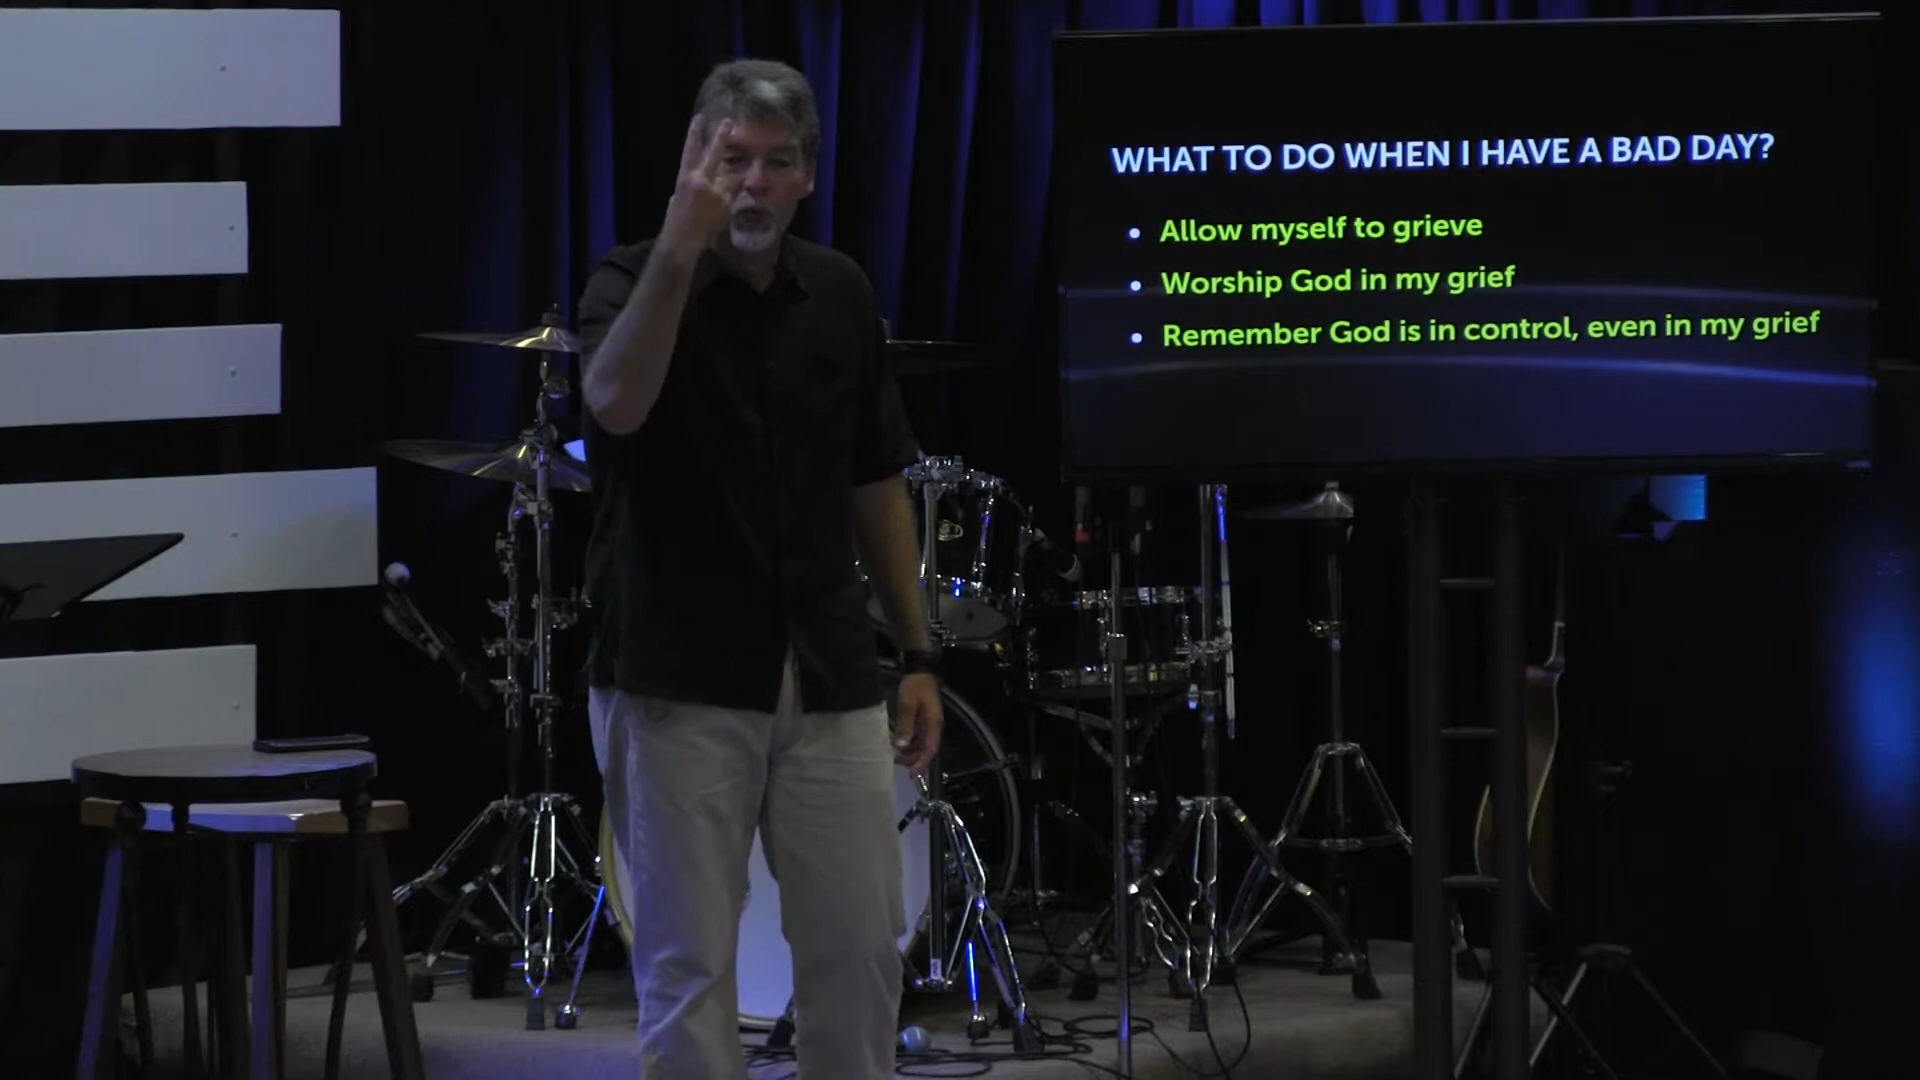 WHAT TO DO WHEN I HAVE A BAD DAY?
• Allow myself to grieve
• Worship God in my grief
• Remember God is in control, even in my grief